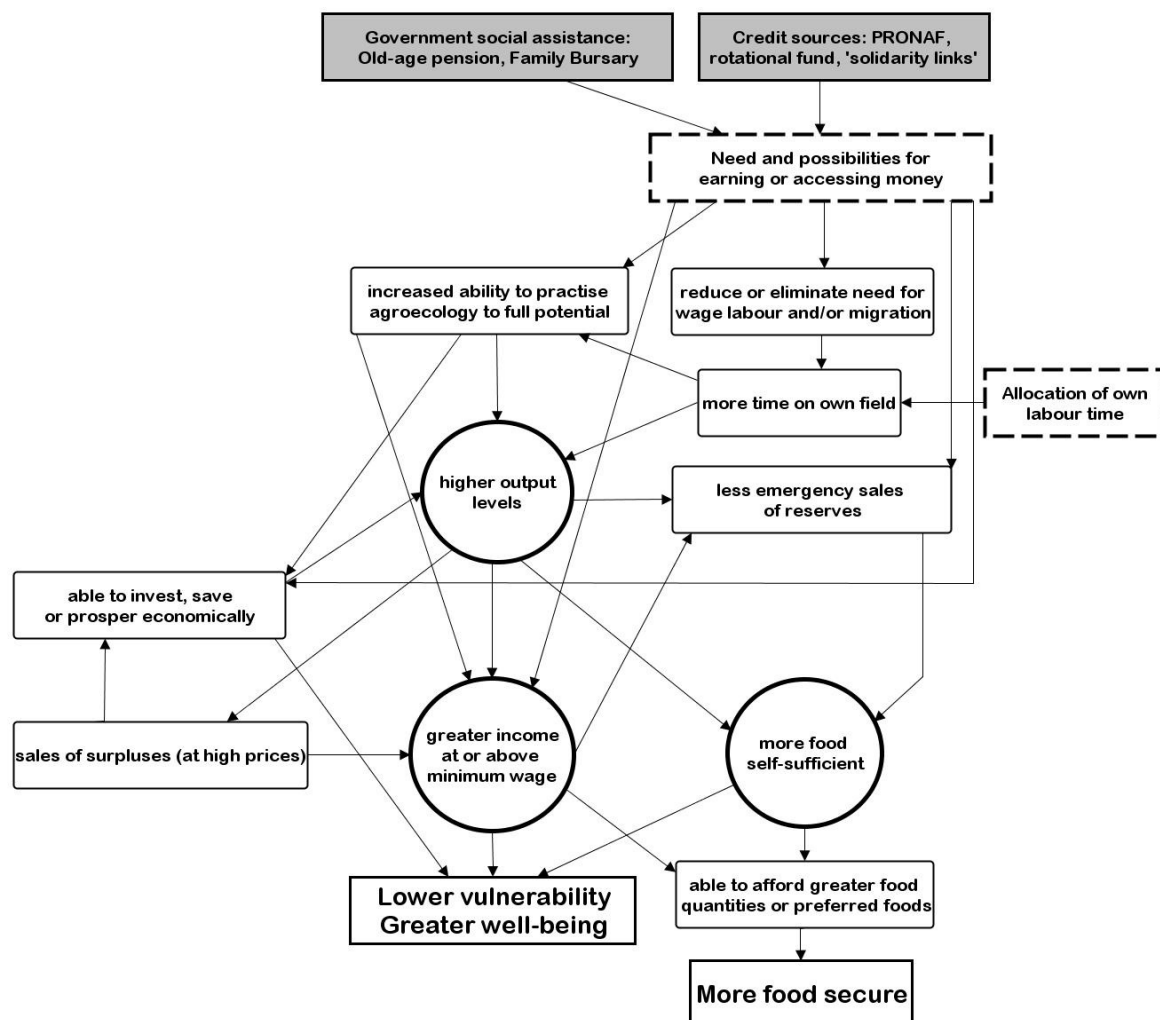 Government social assistance:
Old-age pension, Family Bursary
Credit sources: PRONAF,
rotational fund, 'solidarity links'
Need and possibilities for
earning or accessing money
increased ability to practise
agroecology to full potential
reduce or eliminate need for
wage labour and/or migration
more time on own field
Allocation of own
labour time
higher output
levels
less emergency sales
of reserves
able to invest, save
or prosper economically
sales of surpluses (at high prices)
greater income
at or above
minimum wage
more food
self-sufficient
Lower vulnerability
Greater well-being
able to afford greater food
quantities or preferred foods
More food secure